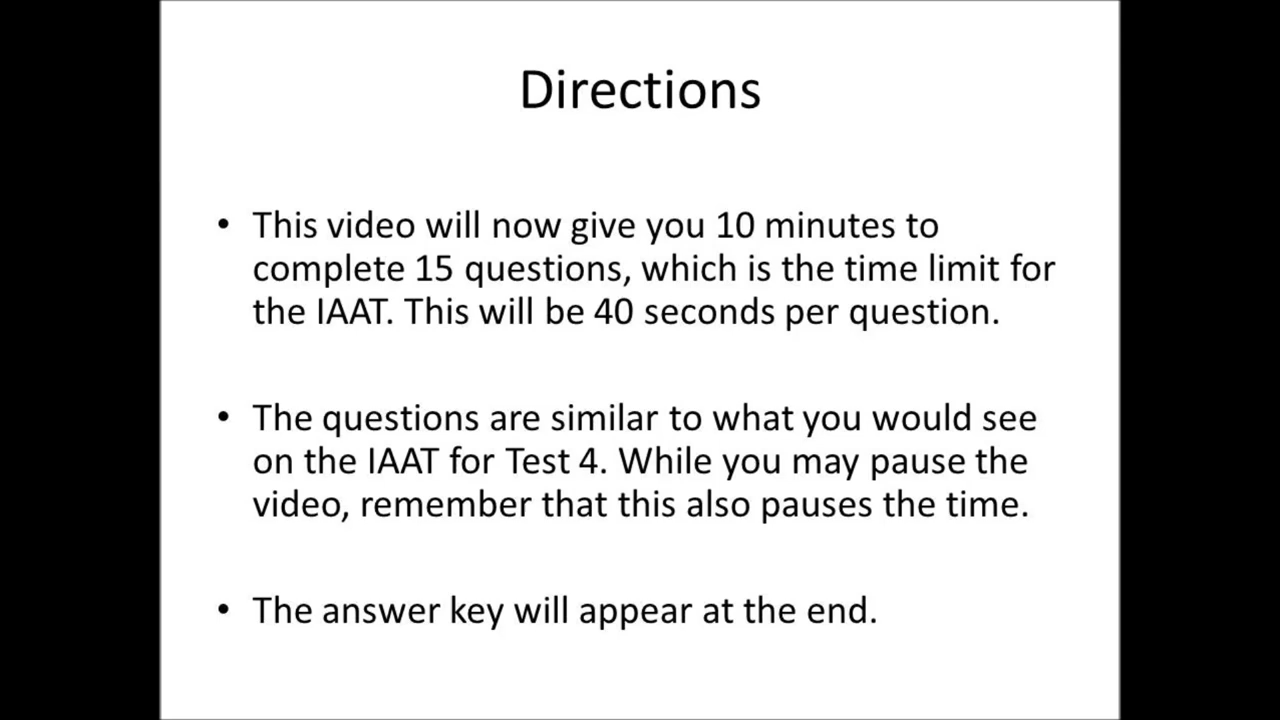 Directions
• This video will now give you 10 minutes to
complete 15 questions, which is the time limit for
the IAAT. This will be 40 seconds per question.
• The questions are similar to what you would see
on the IAAT for Test 4. While you may pause the
video, remember that this also pauses the time.
• The answer key will appear at the end.